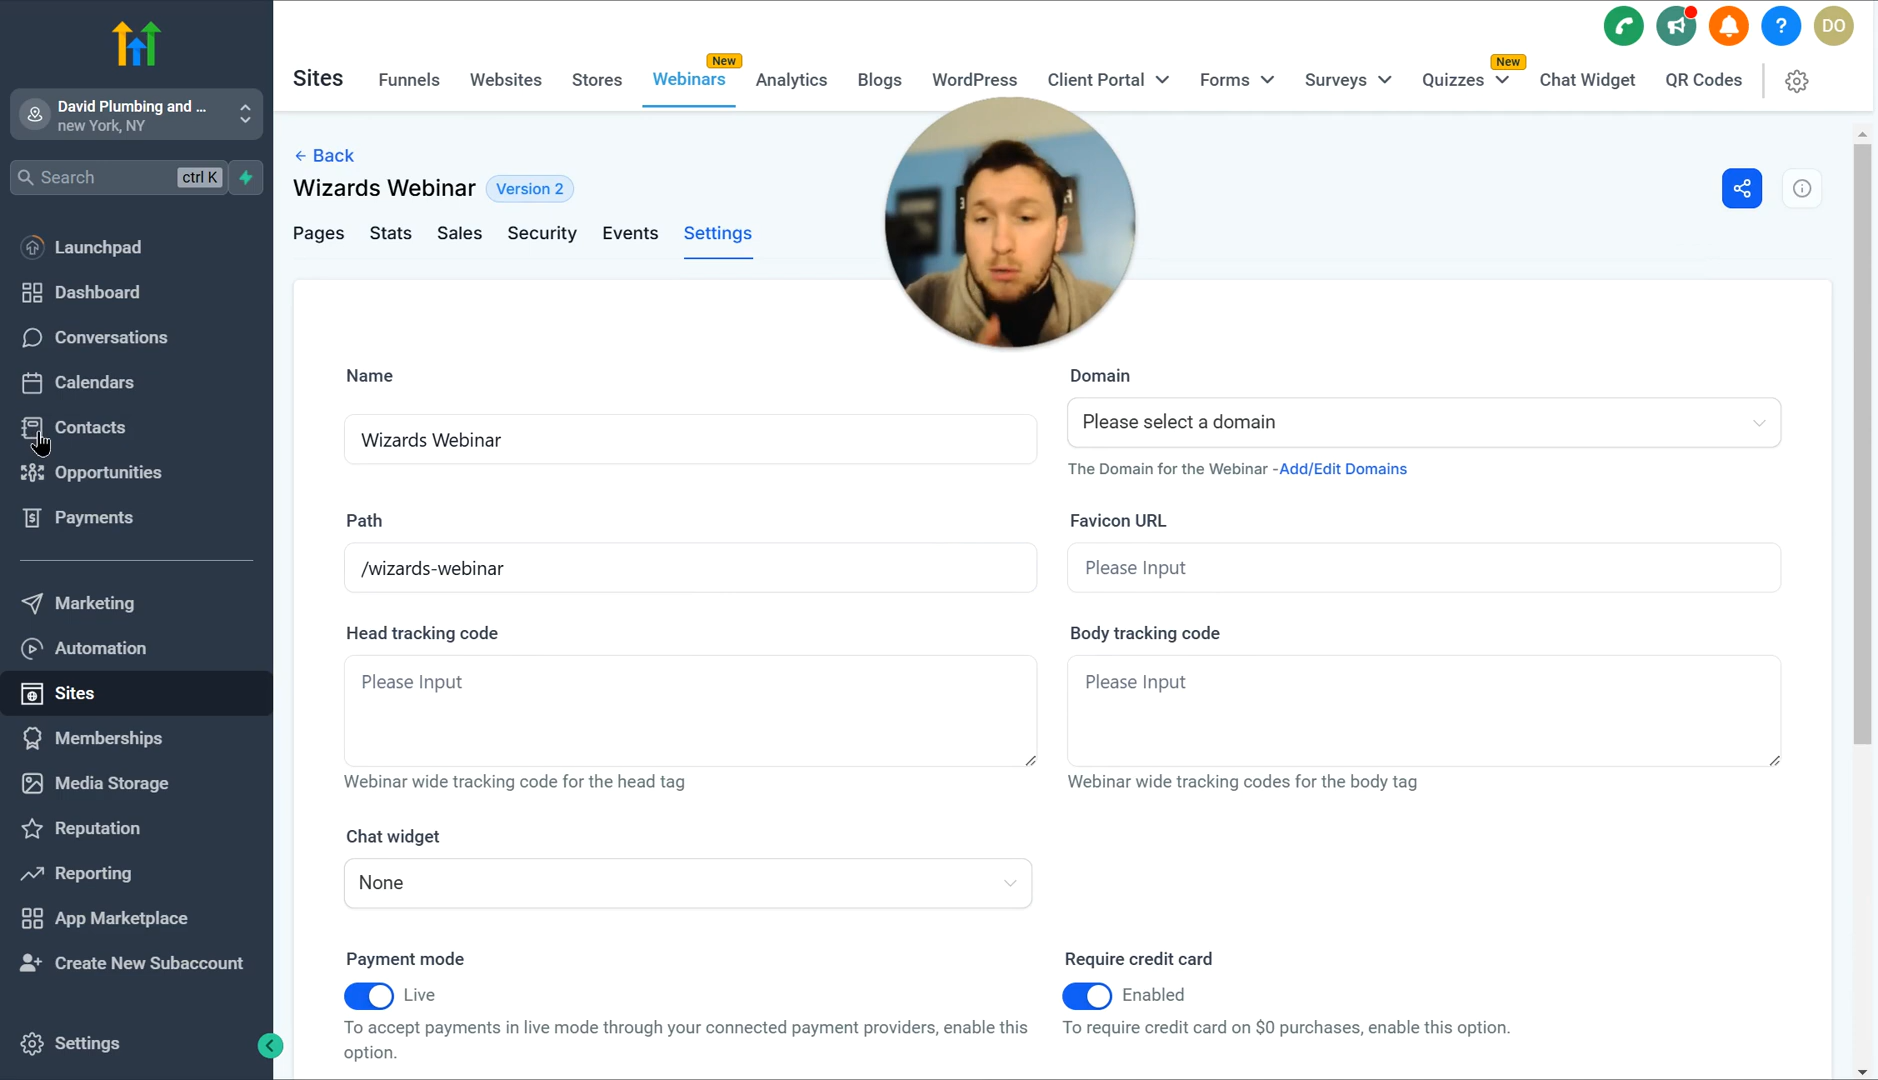 David Plumbing and ...
new York, NY
Search
ctrl K
Launchpad
Dashboard
Conversations
Calendars
Contacts
Opportunities
Payments
Marketing
Automation
Sites
Memberships
Media Storage
Reputation
Reporting
App Marketplace
Create New Subaccount
Settings
DO
New
New
Sites Funnels Websites Stores Webinars Analytics Blogs WordPress Client Portal Forms Surveys Quizzes Chat Widget QR Codes
← Back
Wizards Webinar Version 2
Pages Stats Sales Security Events Settings
Name
Wizards Webinar
Domain
Please select a domain
The Domain for the Webinar -Add/Edit Domains
Path
/wizards-webinar
Favicon URL
Please Input
Head tracking code
Please Input
Webinar wide tracking code for the head tag
Body tracking code
Please Input
Webinar wide tracking codes for the body tag
Chat widget
None
Payment mode
Live
To accept payments in live mode through your connected payment providers, enable this
option.
Require credit card
Enabled
To require credit card on $0 purchases, enable this option.